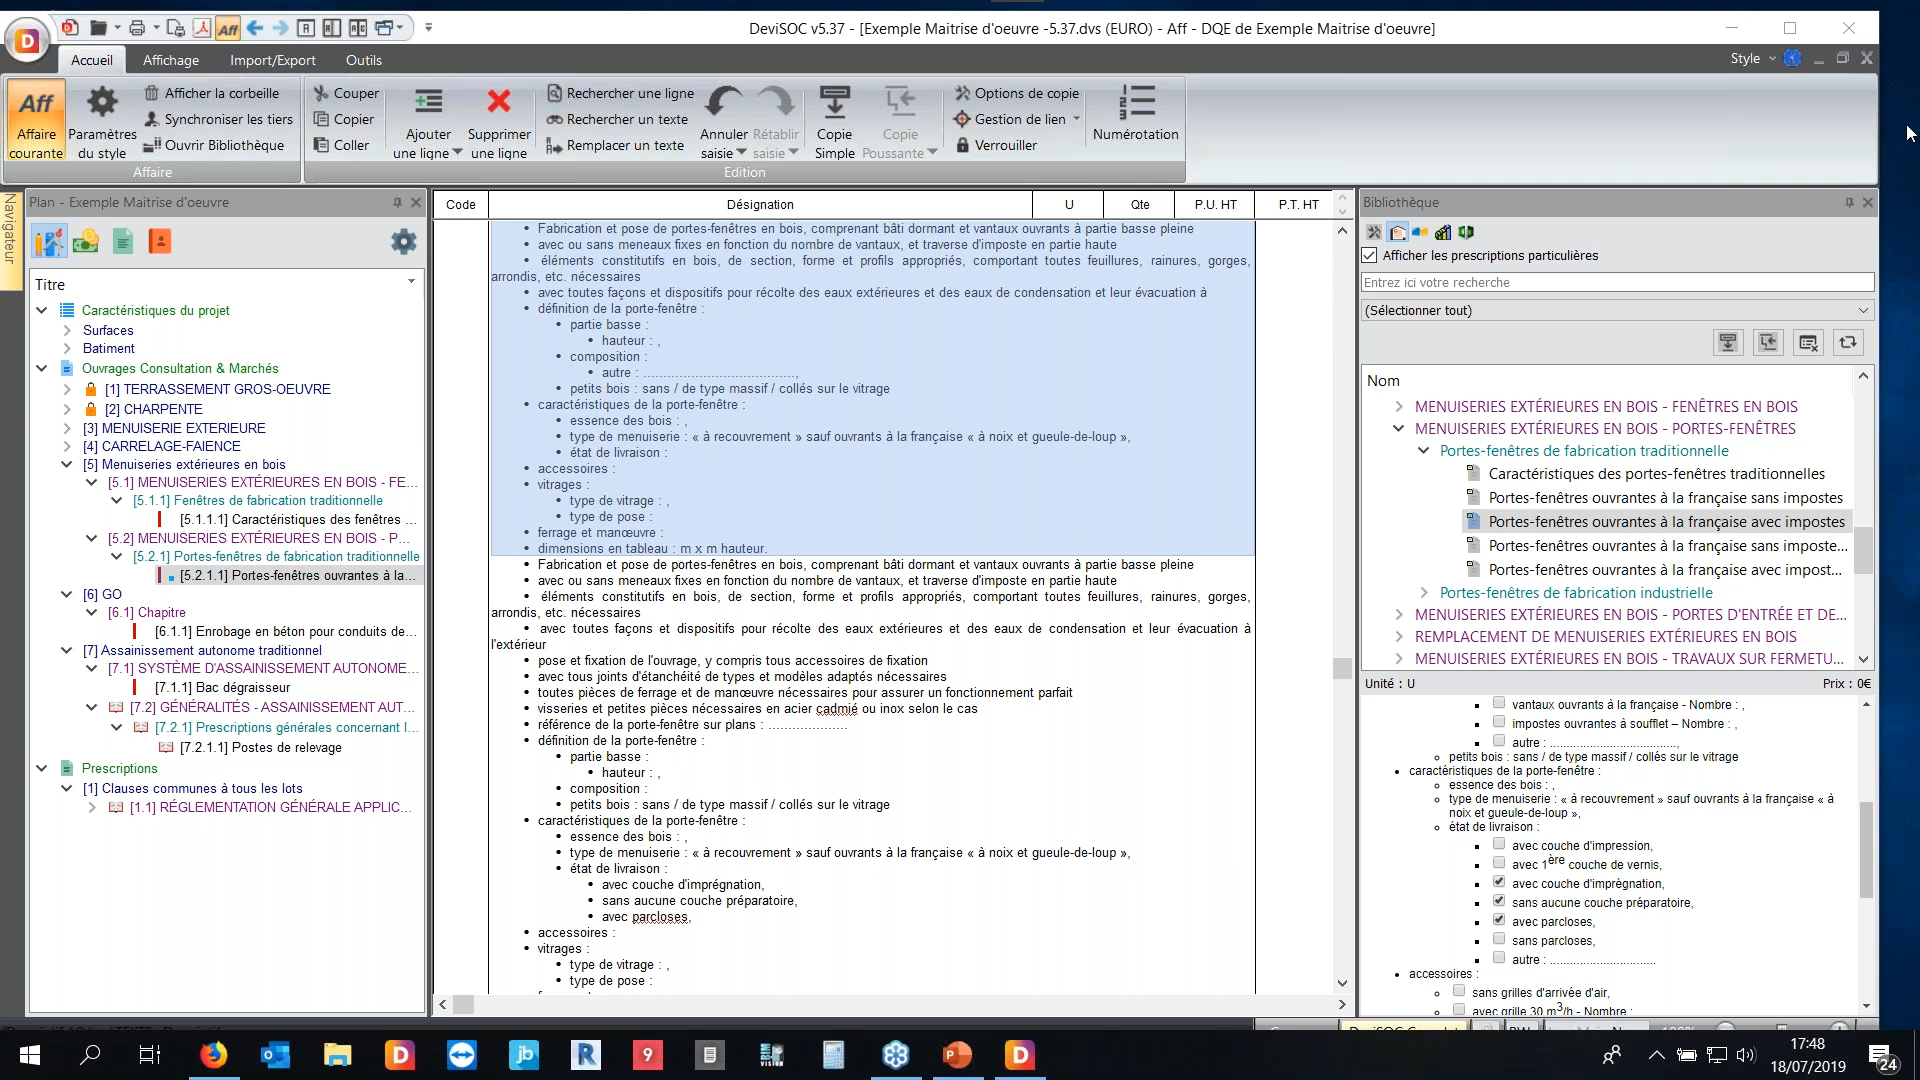 DeviSOC v5.37 - [Exemple Maitrise d'oeuvre -5.37.dvs (EURO) - Aff - DQE de Exemple Maitrise d'oeuvre]
Accueil Affichage Import/Export Outils Style
Aff
Affaire courante
Paramètres du style
Afficher la corbeille
Synchroniser les tiers
Ouvrir Bibliothèque
Affaire
Couper
Copier
Coller
Ajouter une ligne
Supprimer une ligne
Rechercher une ligne
Rechercher un texte
Remplacer un texte
Annuler saisie
Rétablir saisie
Copie Simple
Copie Poussante
Options de copie
Gestion de lien
Verrouiller
Numérotation
Edition
Navigateur
Plan - Exemple Maitrise d'oeuvre
Titre
Caractéristiques du projet
Surfaces
Batiment
Ouvrages Consultation & Marchés
[1] TERRASSEMENT GROS-OEUVRE
[2] CHARPENTE
[3] MENUISERIE EXTERIEURE
[4] CARRELAGE-FAIENCE
[5] Menuiseries extérieures en bois
[5.1] MENUISERIES EXTÉRIEURES EN BOIS - FE...
[5.1.1] Fenêtres de fabrication traditionnelle
[5.1.1.1] Caractéristiques des fenêtres ...
[5.2] MENUISERIES EXTÉRIEURES EN BOIS - P...
[5.2.1] Portes-fenêtres de fabrication traditionnelle
[5.2.1.1] Portes-fenêtres ouvrantes à la...
[6] GO
[6.1] Chapitre
[6.1.1] Enrobage en béton pour conduits de...
[7] Assainissement autonome traditionnel
[7.1] SYSTÈME D'ASSAINISSEMENT AUTONOME...
[7.1.1] Bac dégraisseur
[7.2] GÉNÉRALITÉS - ASSAINISSEMENT AUT...
[7.2.1] Prescriptions générales concernant l...
[7.2.1.1] Postes de relevage
Prescriptions
[1] Clauses communes à tous les lots
[1.1] RÉGLEMENTATION GÉNÉRALE APPLIC...
Code Désignation U Qte P.U. HT P.T. HT
• Fabrication et pose de portes-fenêtres en bois, comprenant bâti dormant et vantaux ouvrants à partie basse pleine
• avec ou sans meneaux fixes en fonction du nombre de vantaux, et traverse d'imposte en partie haute
• éléments constitutifs en bois, de section, forme et profils appropriés, comportant toutes feuillures, rainures, gorges,
arrondis, etc. nécessaires
• avec toutes façons et dispositifs pour récolte des eaux extérieures et des eaux de condensation et leur évacuation à
• définition de la porte-fenêtre :
• partie basse :
• hauteur : ,
• composition :
• autre : ......................................,
• petits bois : sans / de type massif / collés sur le vitrage
• caractéristiques de la porte-fenêtre :
• essence des bois : ,
• type de menuiserie : « à recouvrement » sauf ouvrants à la française « à noix et gueule-de-loup »,
• état de livraison :
• accessoires :
• vitrages :
• type de vitrage : ,
• type de pose :
• ferrage et manœuvre :
• dimensions en tableau : m x m hauteur.
• Fabrication et pose de portes-fenêtres en bois, comprenant bâti dormant et vantaux ouvrants à partie basse pleine
• avec ou sans meneaux fixes en fonction du nombre de vantaux, et traverse d'imposte en partie haute
• éléments constitutifs en bois, de section, forme et profils appropriés, comportant toutes feuillures, rainures, gorges,
arrondis, etc. nécessaires
• avec toutes façons et dispositifs pour récolte des eaux extérieures et des eaux de condensation et leur évacuation à
l'extérieur
• pose et fixation de l'ouvrage, y compris tous accessoires de fixation
• avec tous joints d'étanchéité de types et modèles adaptés nécessaires
• toutes pièces de ferrage et de manœuvre nécessaires pour assurer un fonctionnement parfait
• visseries et petites pièces nécessaires en acier cadmié ou inox selon le cas
• référence de la porte-fenêtre sur plans : ....................
• définition de la porte-fenêtre :
• partie basse :
• hauteur : ,
• composition :
• petits bois : sans / de type massif / collés sur le vitrage
• caractéristiques de la porte-fenêtre :
• essence des bois : ,
• type de menuiserie : « à recouvrement » sauf ouvrants à la française « à noix et gueule-de-loup »,
• état de livraison :
• avec couche d'imprégnation,
• sans aucune couche préparatoire,
• avec parcloses,
• accessoires :
• vitrages :
• type de vitrage : ,
• type de pose :
Bibliothèque
Afficher les prescriptions particulières
Entrez ici votre recherche
(Sélectionner tout)
Nom
MENUISERIES EXTÉRIEURES EN BOIS - FENÊTRES EN BOIS
MENUISERIES EXTÉRIEURES EN BOIS - PORTES-FENÊTRES
Portes-fenêtres de fabrication traditionnelle
Caractéristiques des portes-fenêtres traditionnelles
Portes-fenêtres ouvrantes à la française sans impostes
Portes-fenêtres ouvrantes à la française avec impostes
Portes-fenêtres ouvrantes à la française sans imposte...
Portes-fenêtres ouvrantes à la française avec impost...
Portes-fenêtres de fabrication industrielle
MENUISERIES EXTÉRIEURES EN BOIS - PORTES D'ENTRÉE ET DE...
REMPLACEMENT DE MENUISERIES EXTÉRIEURES EN BOIS
MENUISERIES EXTÉRIEURES EN BOIS - TRAVAUX SUR FERMETU...
Unité : U Prix : 0€
vantaux ouvrants à la française - Nombre : ,
impostes ouvrantes à soufflet – Nombre : ,
autre : ......................................,
petits bois : sans / de type massif / collés sur le vitrage
caractéristiques de la porte-fenêtre :
essence des bois : ,
type de menuiserie : « à recouvrement » sauf ouvrants à la française « à
noix et gueule-de-loup »,
état de livraison :
avec couche d'impression,
avec 1ère couche de vernis,
avec couche d'imprégnation,
sans aucune couche préparatoire,
avec parcloses,
sans parcloses,
autre : ................................
accessoires :
sans grilles d'arrivée d'air,
avec grille 30 m3/h - Nombre :
17:48
18/07/2019
24